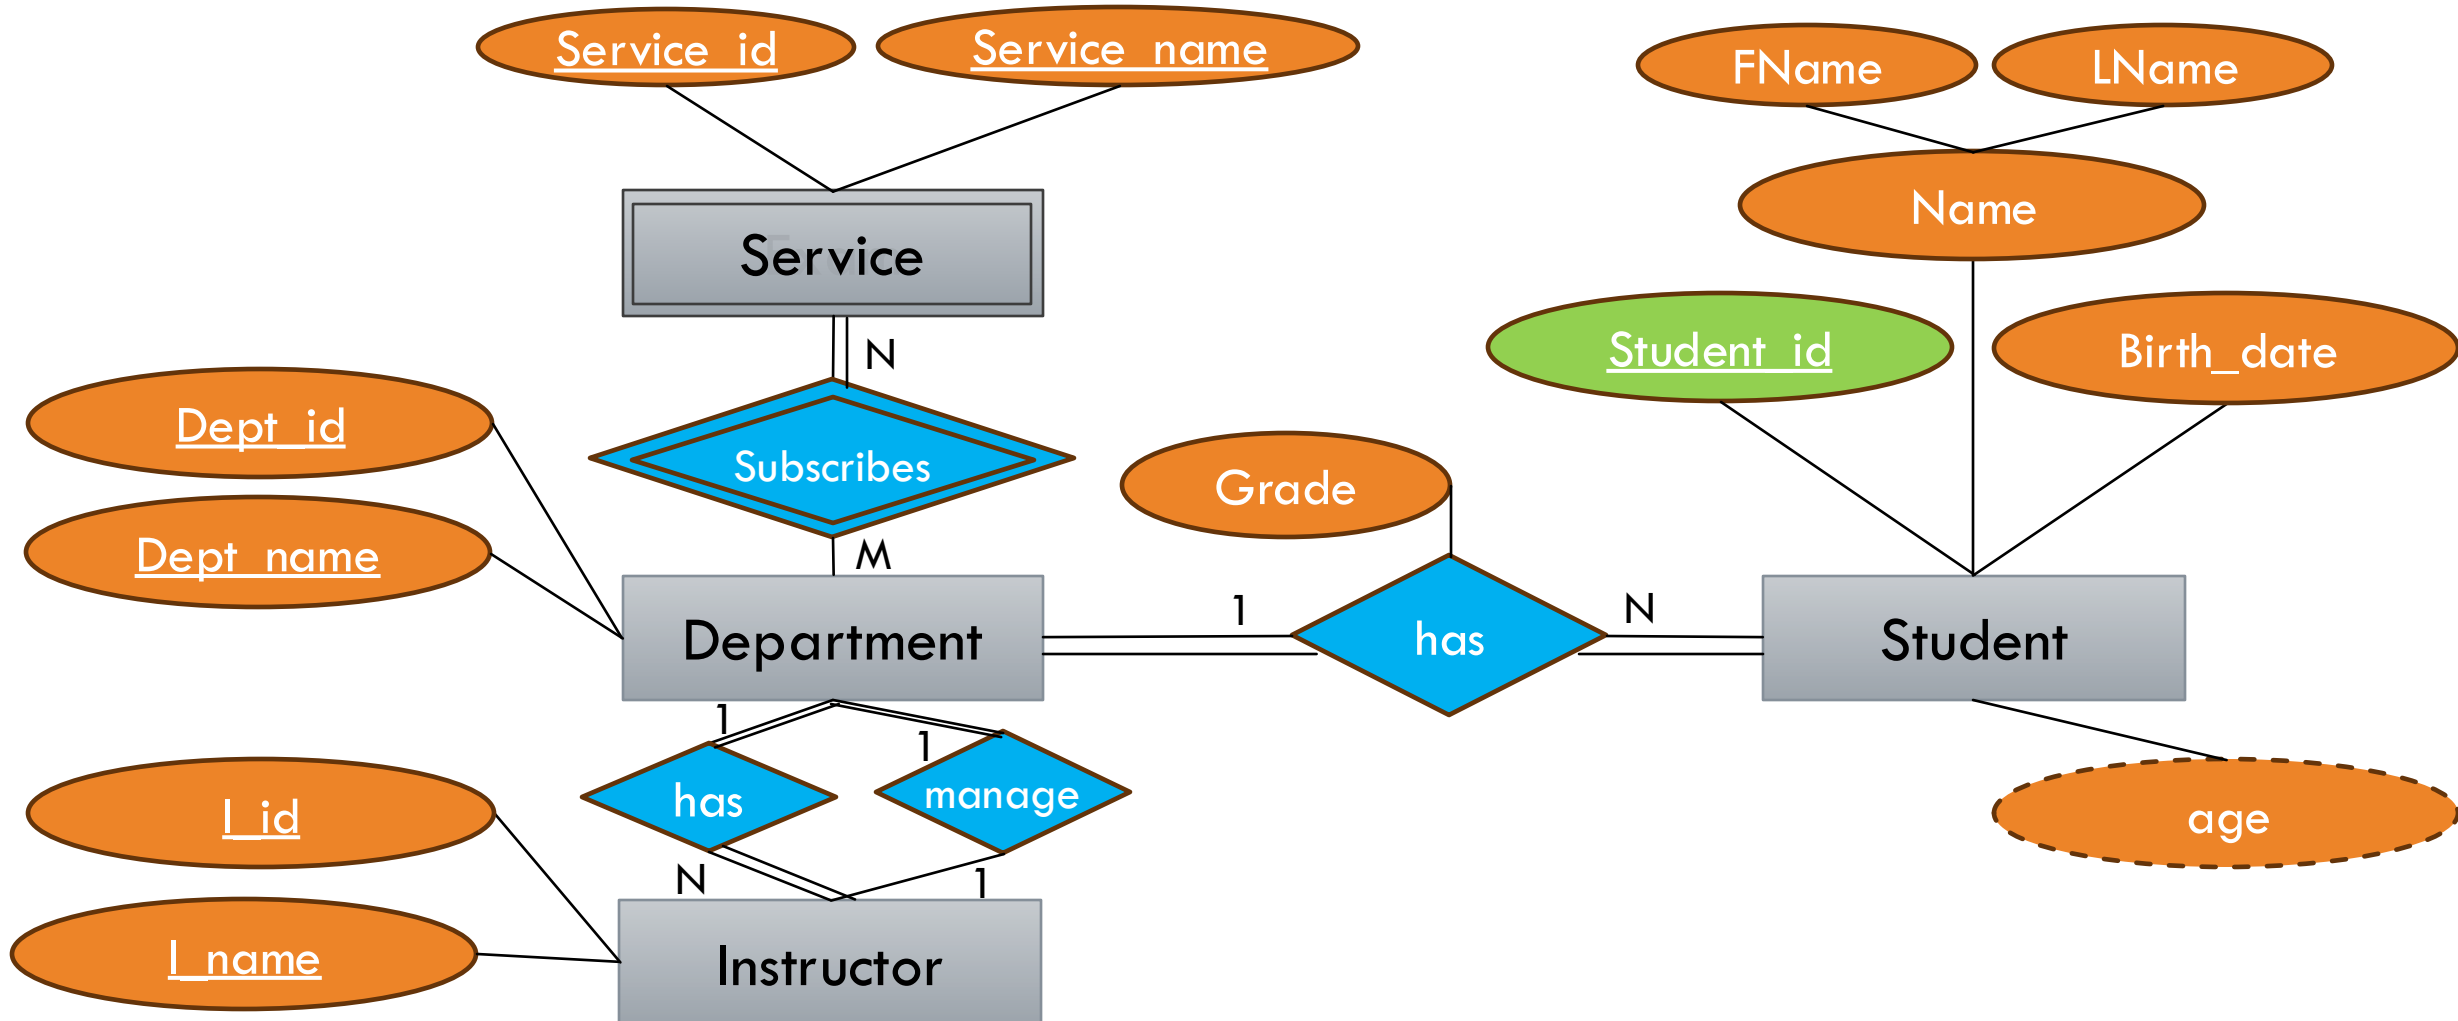 Service_id
Service_name
FName
LName
Name
Service
Student_id
Birth_date
N
Dept_id
Subscribes
Grade
Dept_name
M
1
N
Department
has
Student
1
1
has
manage
I_id
age
N
1
I_name
Instructor